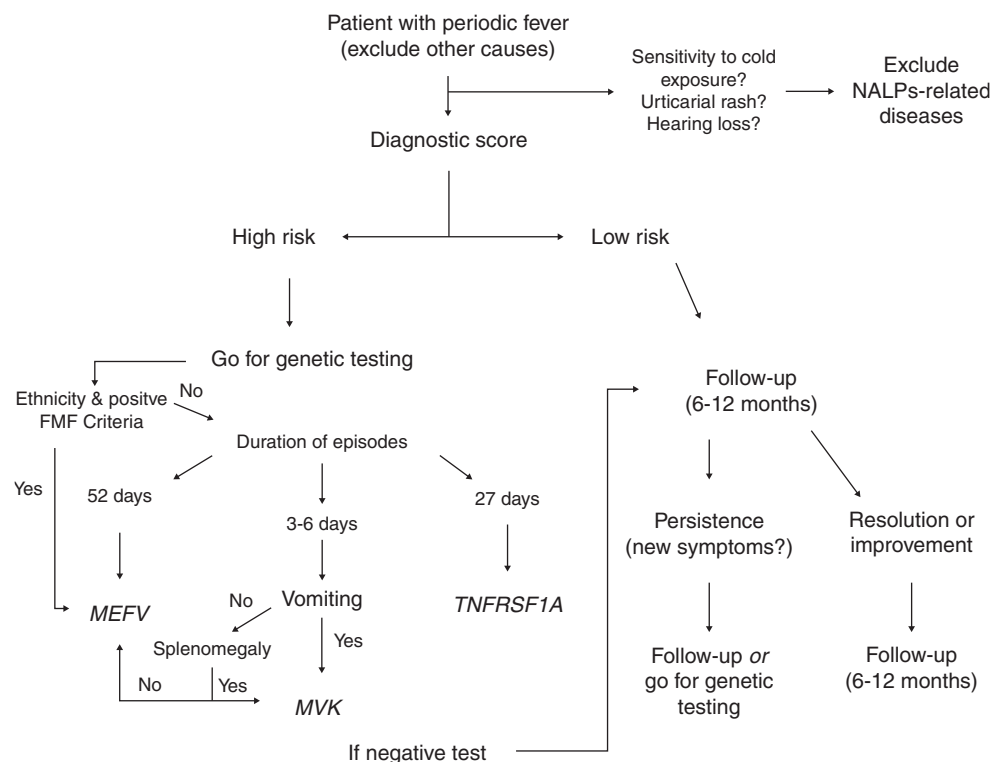 Patient with periodic fever
(exclude other causes)
Sensitivity to cold
exposure?
Urticarial rash?
Hearing loss?
Exclude
NALPs-related
diseases
Diagnostic score
High risk
Low risk
Go for genetic testing
Ethnicity & positve
FMF Criteria
No
Duration of episodes
Yes
52 days
3-6 days
27 days
MEFV
No
Vomiting
TNFRSF1A
Yes
Splenomegaly
No
Yes
MVK
If negative test
Follow-up
(6-12 months)
Persistence
(new symptoms?)
Resolution or
improvement
Follow-up or
go for genetic
testing
Follow-up
(6-12 months)